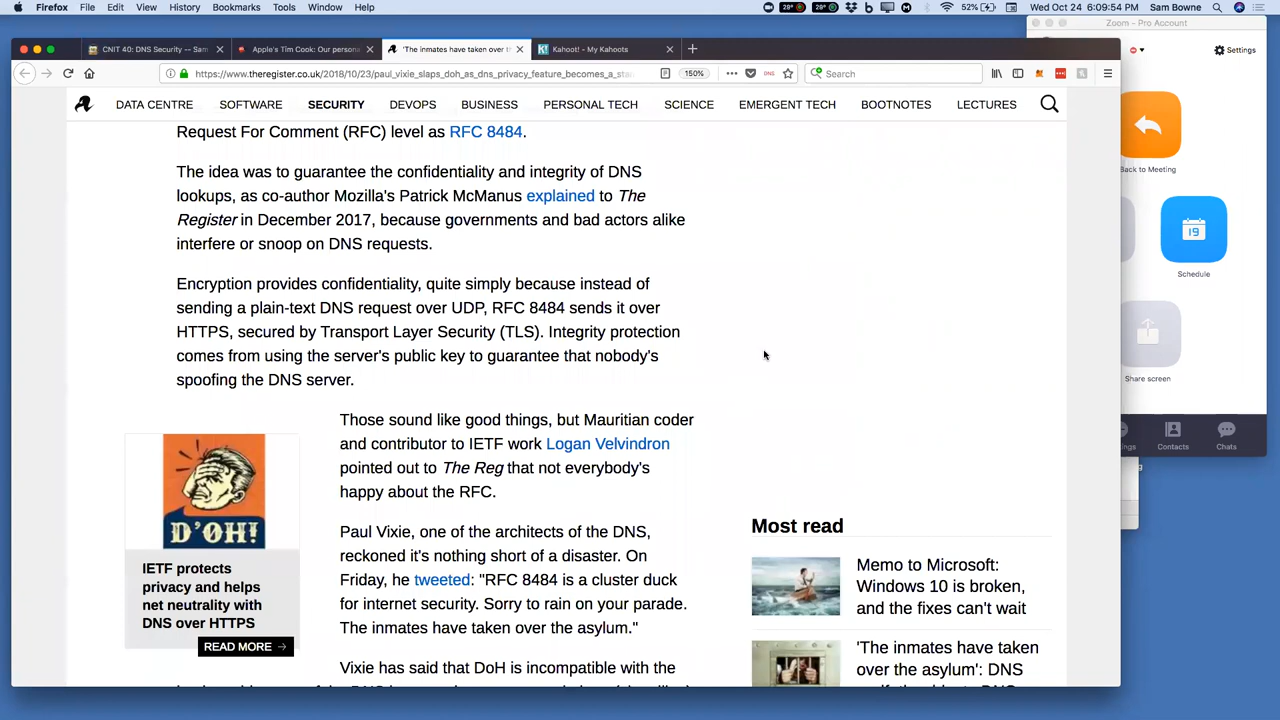 Firefox File Edit View History Bookmarks Tools Window Help
28° 28° 52% Wed Oct 24 6:09:54 PM Sam Bowne
Zoom - Pro Account
CNIT 40: DNS Security -- Sam
Apple's Tim Cook: Our persona
'The inmates have taken over t
Kahoot! - My Kahoots
https://www.theregister.co.uk/2018/10/23/paul_vixie_slaps_doh_as_dns_privacy_feature_becomes_a_sta
150%
DNS
Search
Settings
DATA CENTRE SOFTWARE SECURITY DEVOPS BUSINESS PERSONAL TECH SCIENCE EMERGENT TECH BOOTNOTES LECTURES
Request For Comment (RFC) level as RFC 8484.
The idea was to guarantee the confidentiality and integrity of DNS
lookups, as co-author Mozilla's Patrick McManus explained to The
Register in December 2017, because governments and bad actors alike
interfere or snoop on DNS requests.
Encryption provides confidentiality, quite simply because instead of
sending a plain-text DNS request over UDP, RFC 8484 sends it over
HTTPS, secured by Transport Layer Security (TLS). Integrity protection
comes from using the server's public key to guarantee that nobody's
spoofing the DNS server.
Those sound like good things, but Mauritian coder
and contributor to IETF work Logan Velvindron
pointed out to The Reg that not everybody's
happy about the RFC.
Paul Vixie, one of the architects of the DNS,
reckoned it's nothing short of a disaster. On
Friday, he tweeted: "RFC 8484 is a cluster duck
for internet security. Sorry to rain on your parade.
The inmates have taken over the asylum."
Vixie has said that DoH is incompatible with the
D'OH!
IETF protects
privacy and helps
net neutrality with
DNS over HTTPS
READ MORE →
Most read
Memo to Microsoft:
Windows 10 is broken,
and the fixes can't wait
'The inmates have taken
over the asylum': DNS
Back to Meeting
19
Schedule
Share screen
ngs
Contacts
Chats